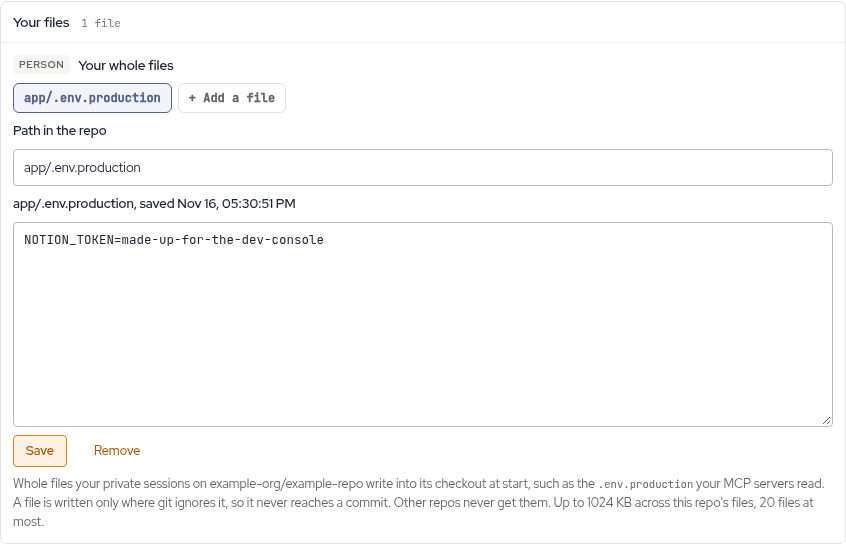 Your files 1 file
PERSON Your whole files
app/.env.production + Add a file
Path in the repo
app/.env.production
app/.env.production, saved Nov 16, 05:30:51 PM
NOTION_TOKEN=made-up-for-the-dev-console
Save Remove
Whole files your private sessions on example-org/example-repo write into its checkout at start, such as the .env.production your MCP servers read.
A file is written only where git ignores it, so it never reaches a commit. Other repos never get them. Up to 1024 KB across this repo's files, 20 files at
most.